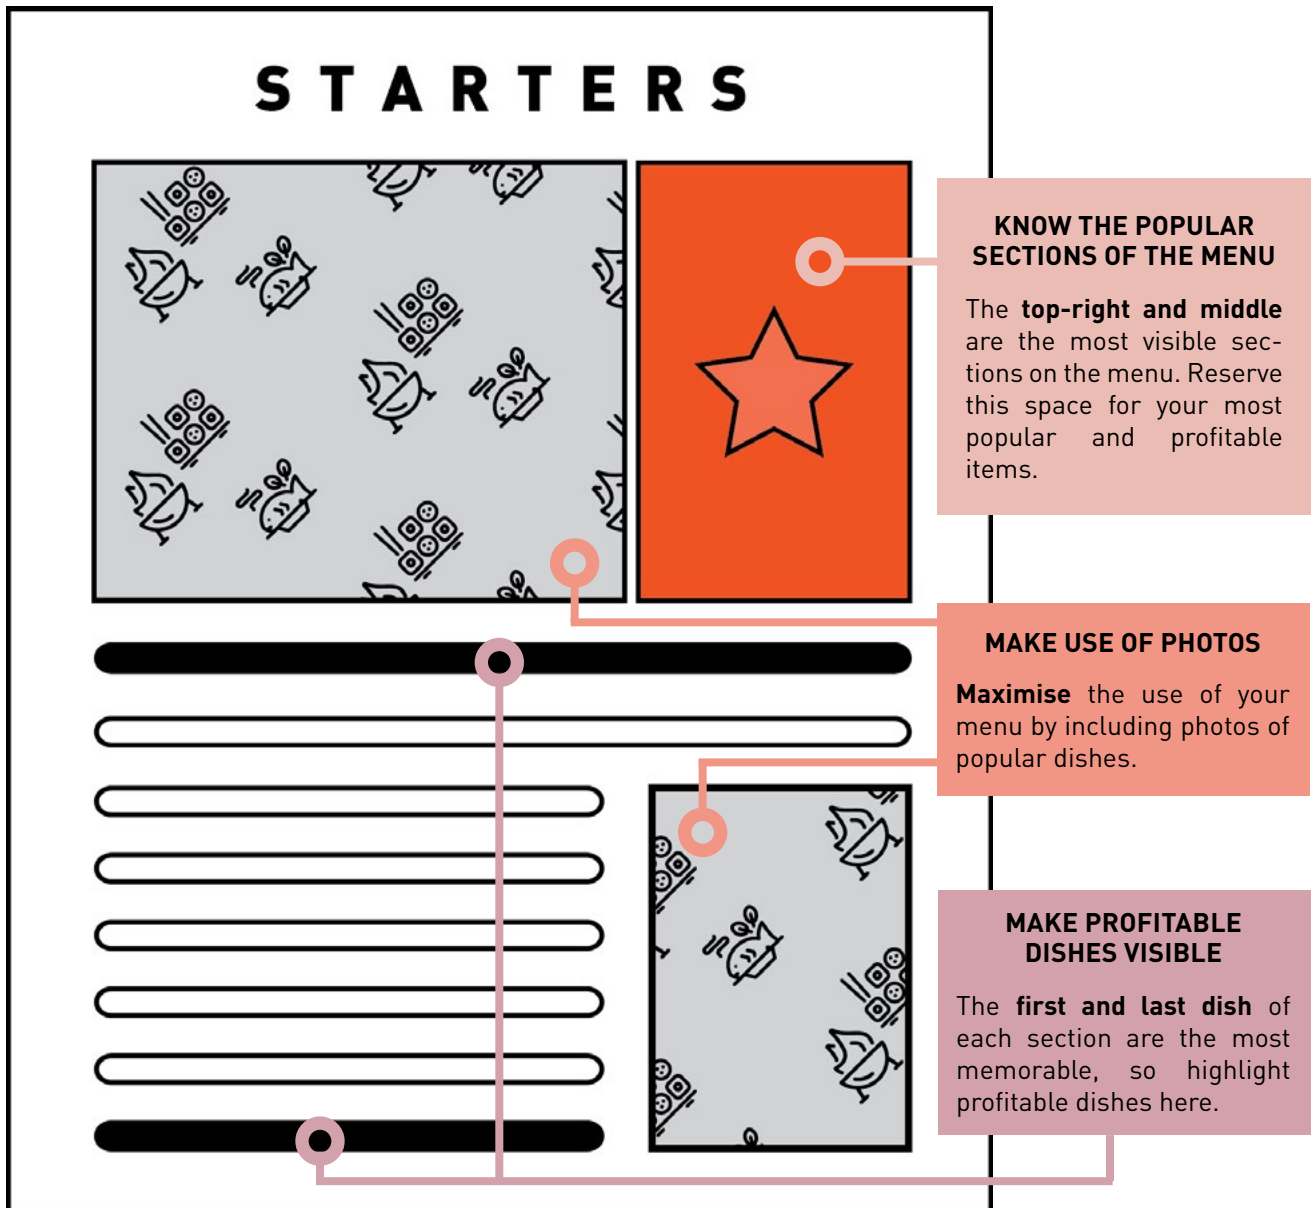 STARTERS
KNOW THE POPULAR
SECTIONS OF THE MENU
The top-right and middle
are the most visible sec-
tions on the menu. Reserve
this space for your most
popular and profitable
items.
MAKE USE OF PHOTOS
Maximise the use of your
menu by including photos of
popular dishes.
MAKE PROFITABLE
DISHES VISIBLE
The first and last dish of
each section are the most
memorable, so highlight
profitable dishes here.